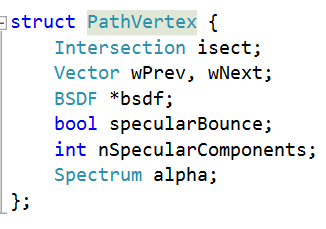 struct PathVertex {
    Intersection isect;
    Vector wPrev, wNext;
    BSDF *bsdf;
    bool specularBounce;
    int nSpecularComponents;
    Spectrum alpha;
};